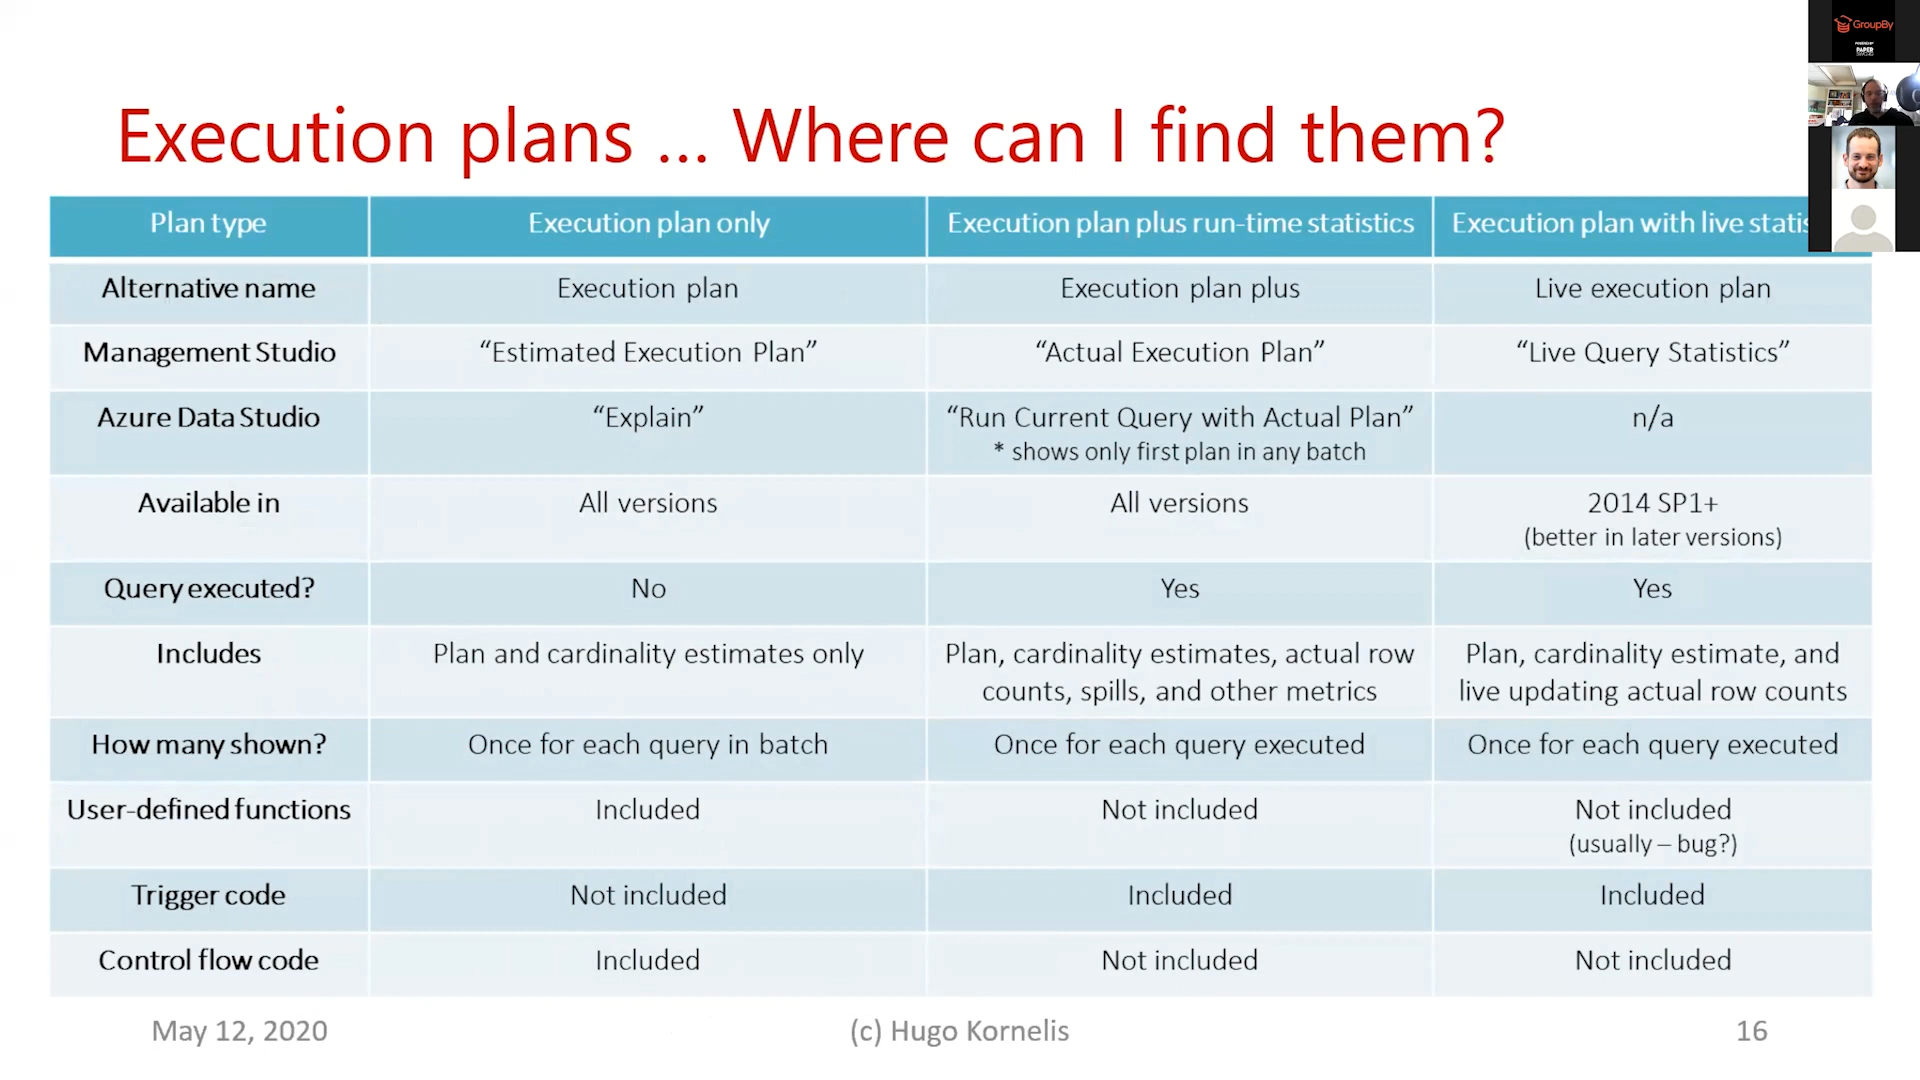 GroupBy
POWERED BY
PAPER
Execution plans ... Where can I find them?
Plan type
Execution plan only
Execution plan plus run-time statistics
Execution plan with live statis
Alternative name
Execution plan
Execution plan plus
Live execution plan
Management Studio
“Estimated Execution Plan”
“Actual Execution Plan”
“Live Query Statistics”
Azure Data Studio
“Explain”
“Run Current Query with Actual Plan”
* shows only first plan in any batch
n/a
Available in
All versions
All versions
2014 SP1+
(better in later versions)
Query executed?
No
Yes
Yes
Includes
Plan and cardinality estimates only
Plan, cardinality estimates, actual row
counts, spills, and other metrics
Plan, cardinality estimate, and
live updating actual row counts
How many shown?
Once for each query in batch
Once for each query executed
Once for each query executed
User-defined functions
Included
Not included
Not included
(usually – bug?)
Trigger code
Not included
Included
Included
Control flow code
Included
Not included
Not included
May 12, 2020
(c) Hugo Kornelis
16